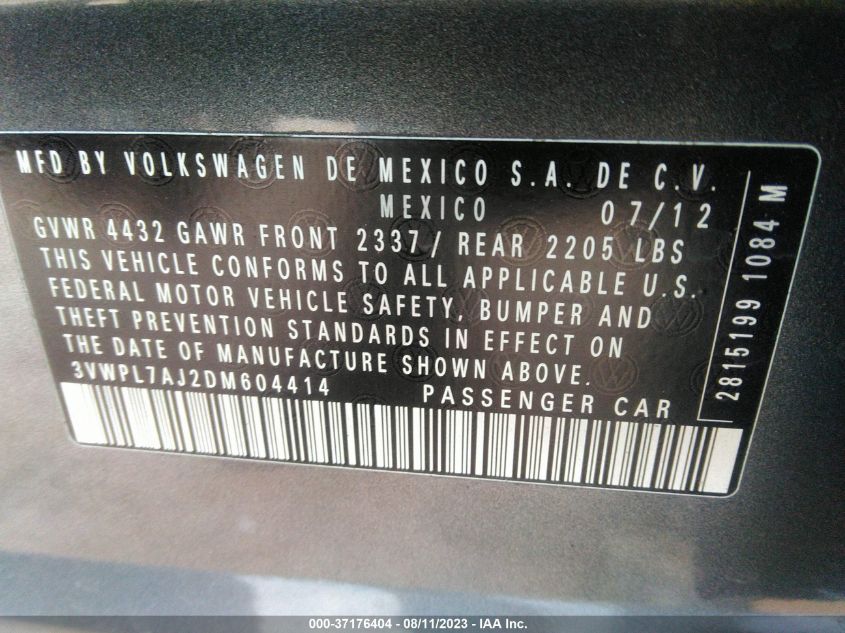 MFD BY VOLKSWAGEN DE MEXICO S.A. DE C.V.
MEXICO 07/12
GVWR 4432 GAWR FRONT 2337/ REAR 2205 LBS
THIS VEHICLE CONFORMS TO ALL APPLICABLE U.S.
FEDERAL MOTOR VEHICLE SAFETY, BUMPER AND
THEFT PREVENTION STANDARDS IN EFFECT ON
THE DATE OF MANUFACTURE SHOWN ABOVE.
3VWPL7AJ2DM604414 PASSENGER CAR
2815199 1084 M
000-37176404 - 08/11/2023 - IAA Inc.